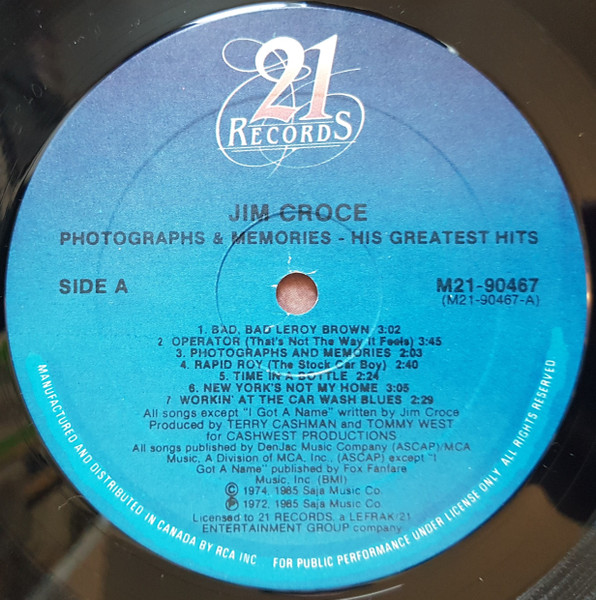 21
RECORDS
JIM CROCE
PHOTOGRAPHS & MEMORIES - HIS GREATEST HITS
SIDE A
M21-90467
(M21-90467-A)
1. BAD, BAD LEROY BROWN 3:02
2 OPERATOR (That's Not The Way It Feels) 3:45
3. PHOTOGRAPHS AND MEMORIES 2:03
4. RAPID ROY (The Stock Car Boy) 2:40
5. TIME IN A BOTTLE 2:24
6. NEW YORK'S NOT MY HOME 3:05
7 WORKIN' AT THE CAR WASH BLUES 2:29
All songs except "I Got A Name" written by Jim Croce
Produced by TERRY CASHMAN and TOMMY WEST
for CASHWEST PRODUCTIONS
All songs published by DenJac Music Company (ASCAP)/MCA
Music, A Division of MCA, Inc., (ASCAP) except "I
Got A Name" published by Fox Fanfare
Music, Inc. (BMI)
© 1974, 1985 Saja Music Co.
℗ 1972, 1985 Saja Music Co.
Licensed to 21 RECORDS, a LEFRAK/21
ENTERTAINMENT GROUP company
MANUFACTURED AND DISTRIBUTED IN CANADA BY RCA INC FOR PUBLIC PERFORMANCE UNDER LICENSE ONLY ALL RIGHTS RESERVED